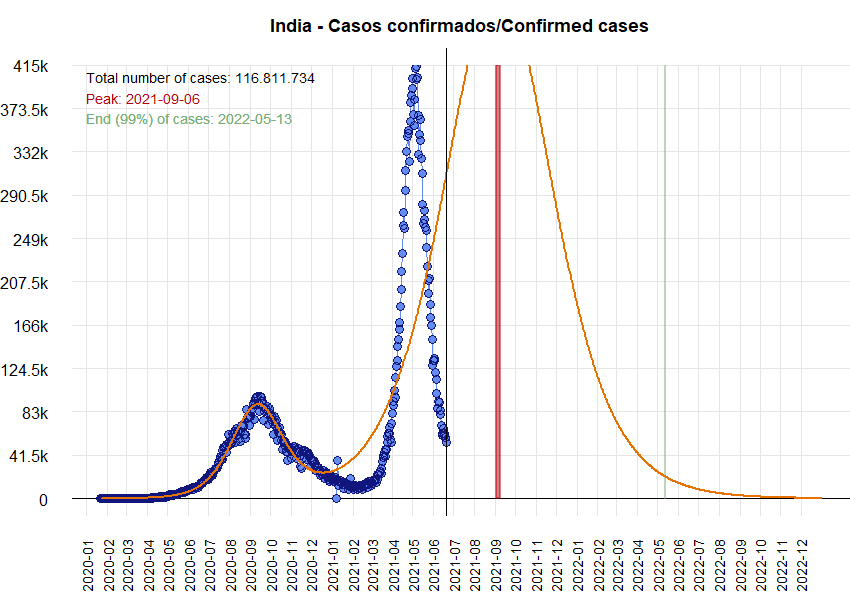 India - Casos confirmados/Confirmed cases
Total number of cases: 116.811.734
Peak: 2021-09-06
End (99%) of cases: 2022-05-13
415k
373.5k
332k
290.5k
249k
207.5k
166k
124.5k
83k
41.5k
0
2020-01
2020-02
2020-03
2020-04
2020-05
2020-06
2020-07
2020-08
2020-09
2020-10
2020-11
2020-12
2021-01
2021-02
2021-03
2021-04
2021-05
2021-06
2021-07
2021-08
2021-09
2021-10
2021-11
2021-12
2022-01
2022-02
2022-03
2022-04
2022-05
2022-06
2022-07
2022-08
2022-09
2022-10
2022-11
2022-12